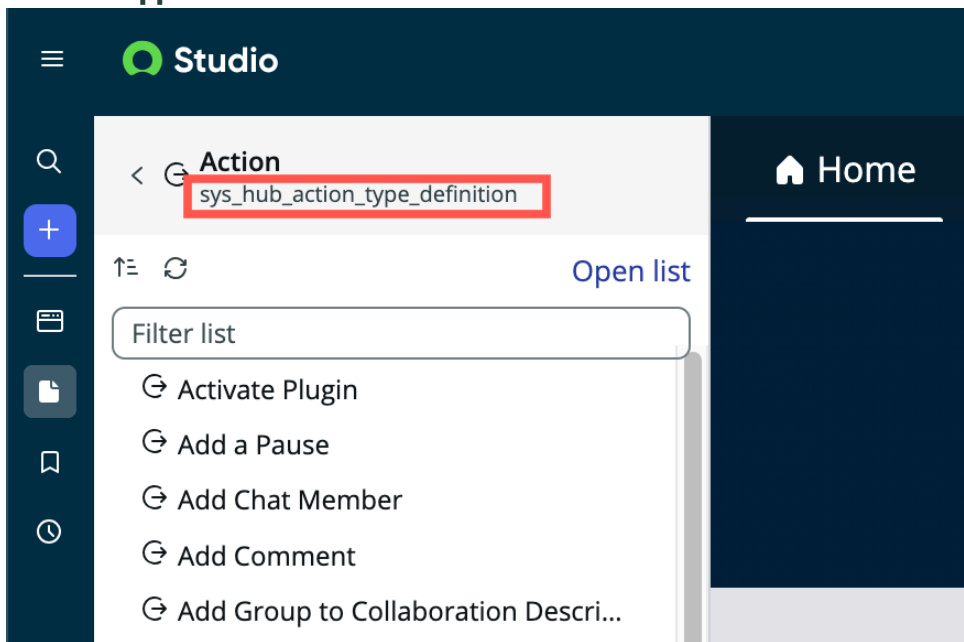 Studio
Action
sys_hub_action_type_definition
Home
Open list
Filter list
Activate Plugin
Add a Pause
Add Chat Member
Add Comment
Add Group to Collaboration Descri...